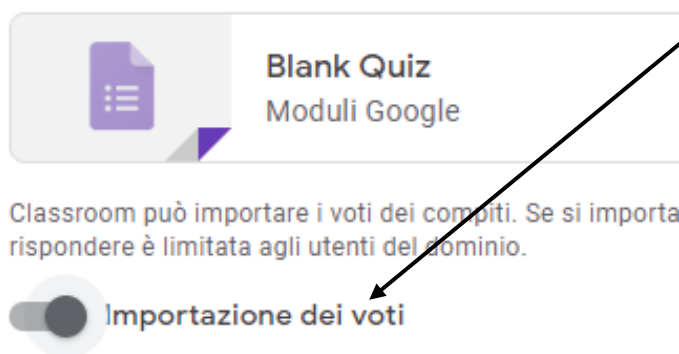 Blank Quiz
Moduli Google
Classroom può importare i voti dei compiti. Se si importa
rispondere è limitata agli utenti del dominio.
Importazione dei voti